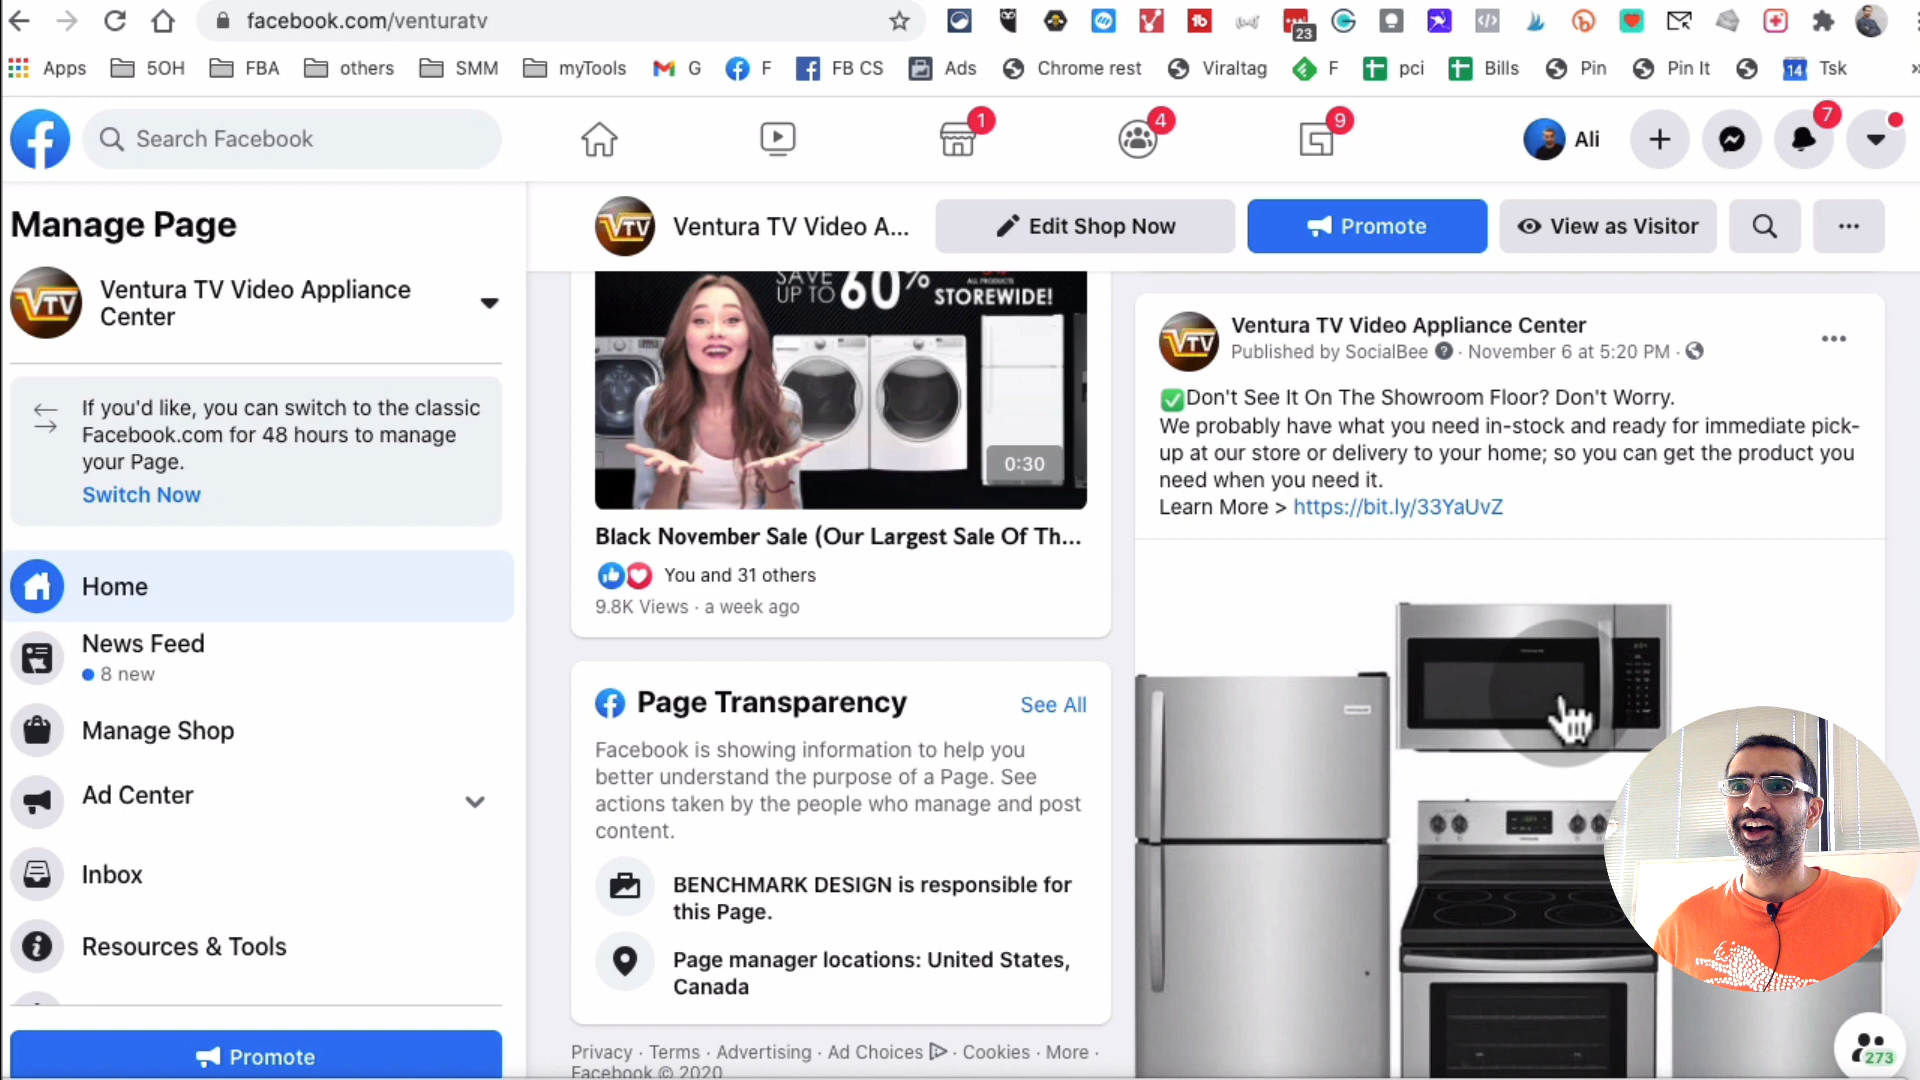 facebook.com/venturatv
23
Apps 5OH FBA others SMM myTools G F FB CS Ads Chrome rest Viraltag F pci Bills Pin Pin It 14 Tsk »
Search Facebook
1
4
9
Ali
7
Manage Page
VTV
Ventura TV Video Appliance
Center
If you'd like, you can switch to the classic
Facebook.com for 48 hours to manage
your Page.
Switch Now
Home
News Feed
8 new
Manage Shop
Ad Center
Inbox
Resources & Tools
Promote
VTV
Ventura TV Video A...
Edit Shop Now
Promote
View as Visitor
SAVE
UP TO 60%
ALL PRODUCTS
STOREWIDE!
0:30
Black November Sale (Our Largest Sale Of Th...
You and 31 others
9.8K Views · a week ago
Page Transparency
See All
Facebook is showing information to help you
better understand the purpose of a Page. See
actions taken by the people who manage and post
content.
BENCHMARK DESIGN is responsible for
this Page.
Page manager locations: United States,
Canada
Privacy · Terms · Advertising · Ad Choices · Cookies · More ·
Facebook © 2020
VTV
Ventura TV Video Appliance Center
Published by SocialBee · November 6 at 5:20 PM ·
✅Don't See It On The Showroom Floor? Don't Worry.
We probably have what you need in-stock and ready for immediate pick-
up at our store or delivery to your home; so you can get the product you
need when you need it.
Learn More > https://bit.ly/33YaUvZ
273